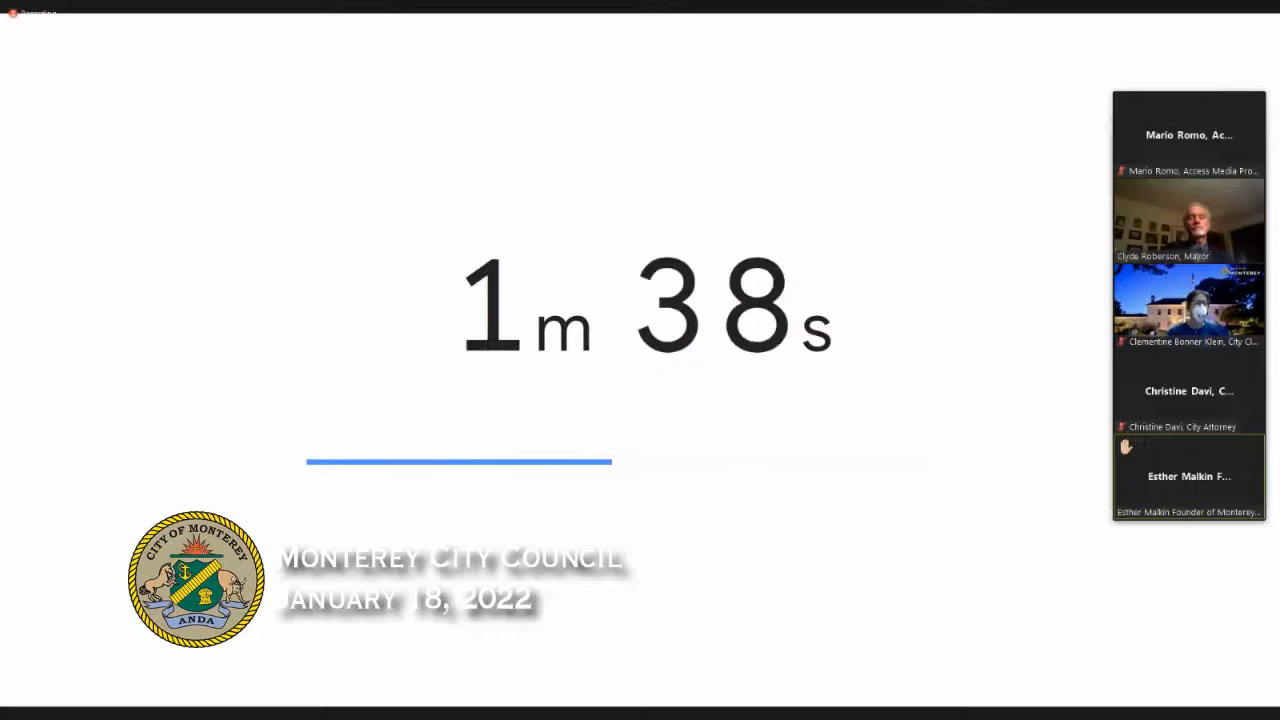 Recording
1m 38s
Mario Romo, Ac...
Mario Romo, Access Media Pro...
MONTEREY
Clyde Roberson, Mayor
Clementine Bonner Klein, City Cl...
Christine Davi, C...
Christine Davi, City Attorney
Esther Malkin F...
Esther Malkin Founder of Monterey...
CITY OF MONTEREY
ANDA
MONTEREY CITY COUNCIL
JANUARY 18, 2022